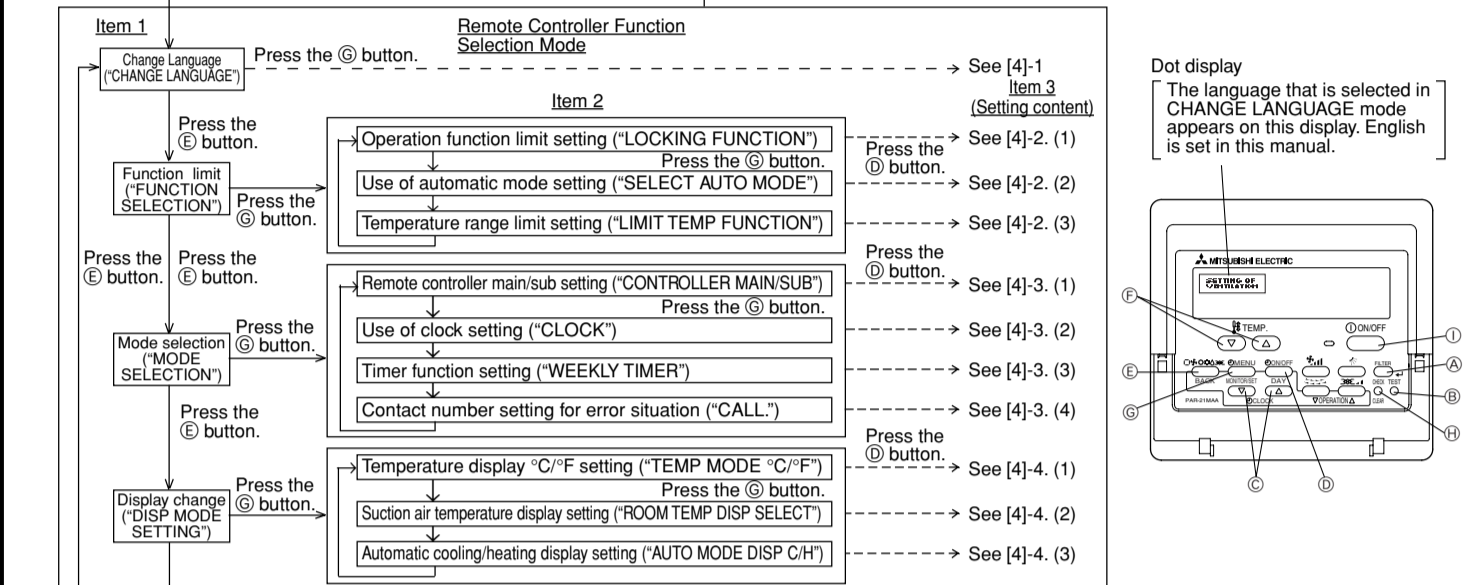 Item 1
Remote Controller Function
Selection Mode
Change Language
("CHANGE LANGUAGE")
Press the Ⓖ button.
See [4]-1
Item 3
(Setting content)
Item 2
Press the
Ⓔ button.
Function limit
("FUNCTION
SELECTION")
Press the
Ⓖ button.
Operation function limit setting ("LOCKING FUNCTION")
Press the Ⓖ button.
Use of automatic mode setting ("SELECT AUTO MODE")
Temperature range limit setting ("LIMIT TEMP FUNCTION")
Press the
Ⓓ button.
See [4]-2. (1)
See [4]-2. (2)
See [4]-2. (3)
Press the
Ⓔ button.
Press the
Ⓔ button.
Mode selection
("MODE
SELECTION")
Press the
Ⓖ button.
Remote controller main/sub setting ("CONTROLLER MAIN/SUB")
Press the Ⓖ button.
Use of clock setting ("CLOCK")
Timer function setting ("WEEKLY TIMER")
Contact number setting for error situation ("CALL.")
Press the
Ⓓ button.
See [4]-3. (1)
See [4]-3. (2)
See [4]-3. (3)
See [4]-3. (4)
Press the
Ⓔ button.
Display change
("DISP MODE
SETTING")
Press the
Ⓖ button.
Temperature display °C/°F setting ("TEMP MODE °C/°F")
Press the Ⓖ button.
Suction air temperature display setting ("ROOM TEMP DISP SELECT")
Automatic cooling/heating display setting ("AUTO MODE DISP C/H")
Press the
Ⓓ button.
See [4]-4. (1)
See [4]-4. (2)
See [4]-4. (3)
Dot display
The language that is selected in
CHANGE LANGUAGE mode
appears on this display. English
is set in this manual.
MITSUBISHI ELECTRIC
SETTING OF
VENTILATION
Ⓕ
TEMP.
ON/OFF
Ⓘ
Ⓔ
MENU
ON/OFF
FILTER
Ⓐ
BACK
MONITOR/SET
DAY
CHECK
TEST
Ⓑ
PAR-21MAA
CLOCK
▽OPERATION△
CLEAR
Ⓖ
Ⓗ
Ⓒ
Ⓓ